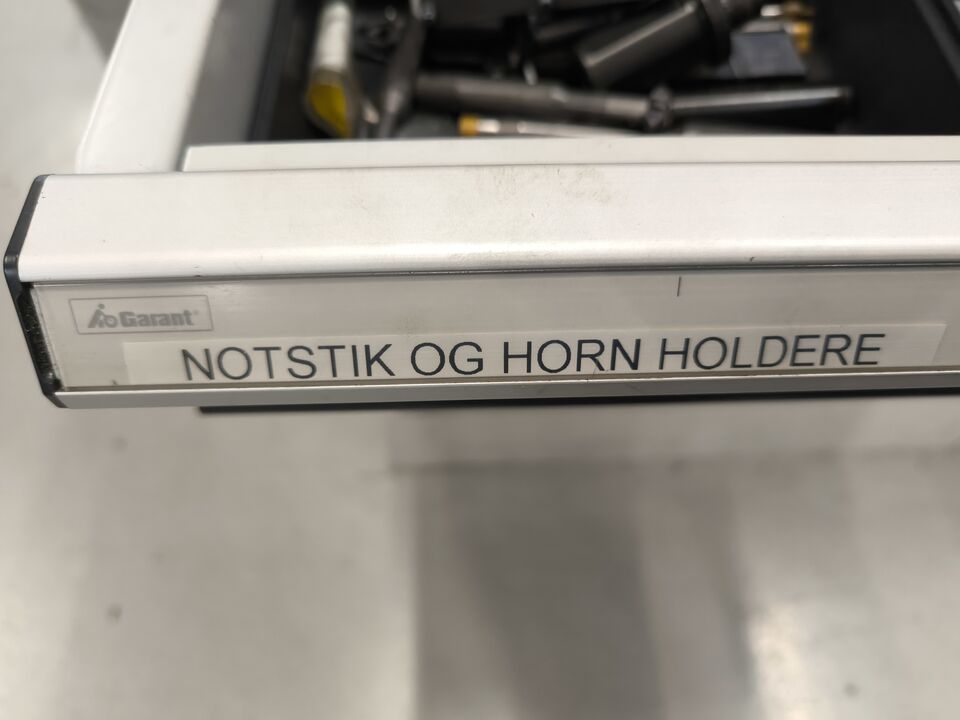 Garant
NOTSTIK OG HORN HOLDERE